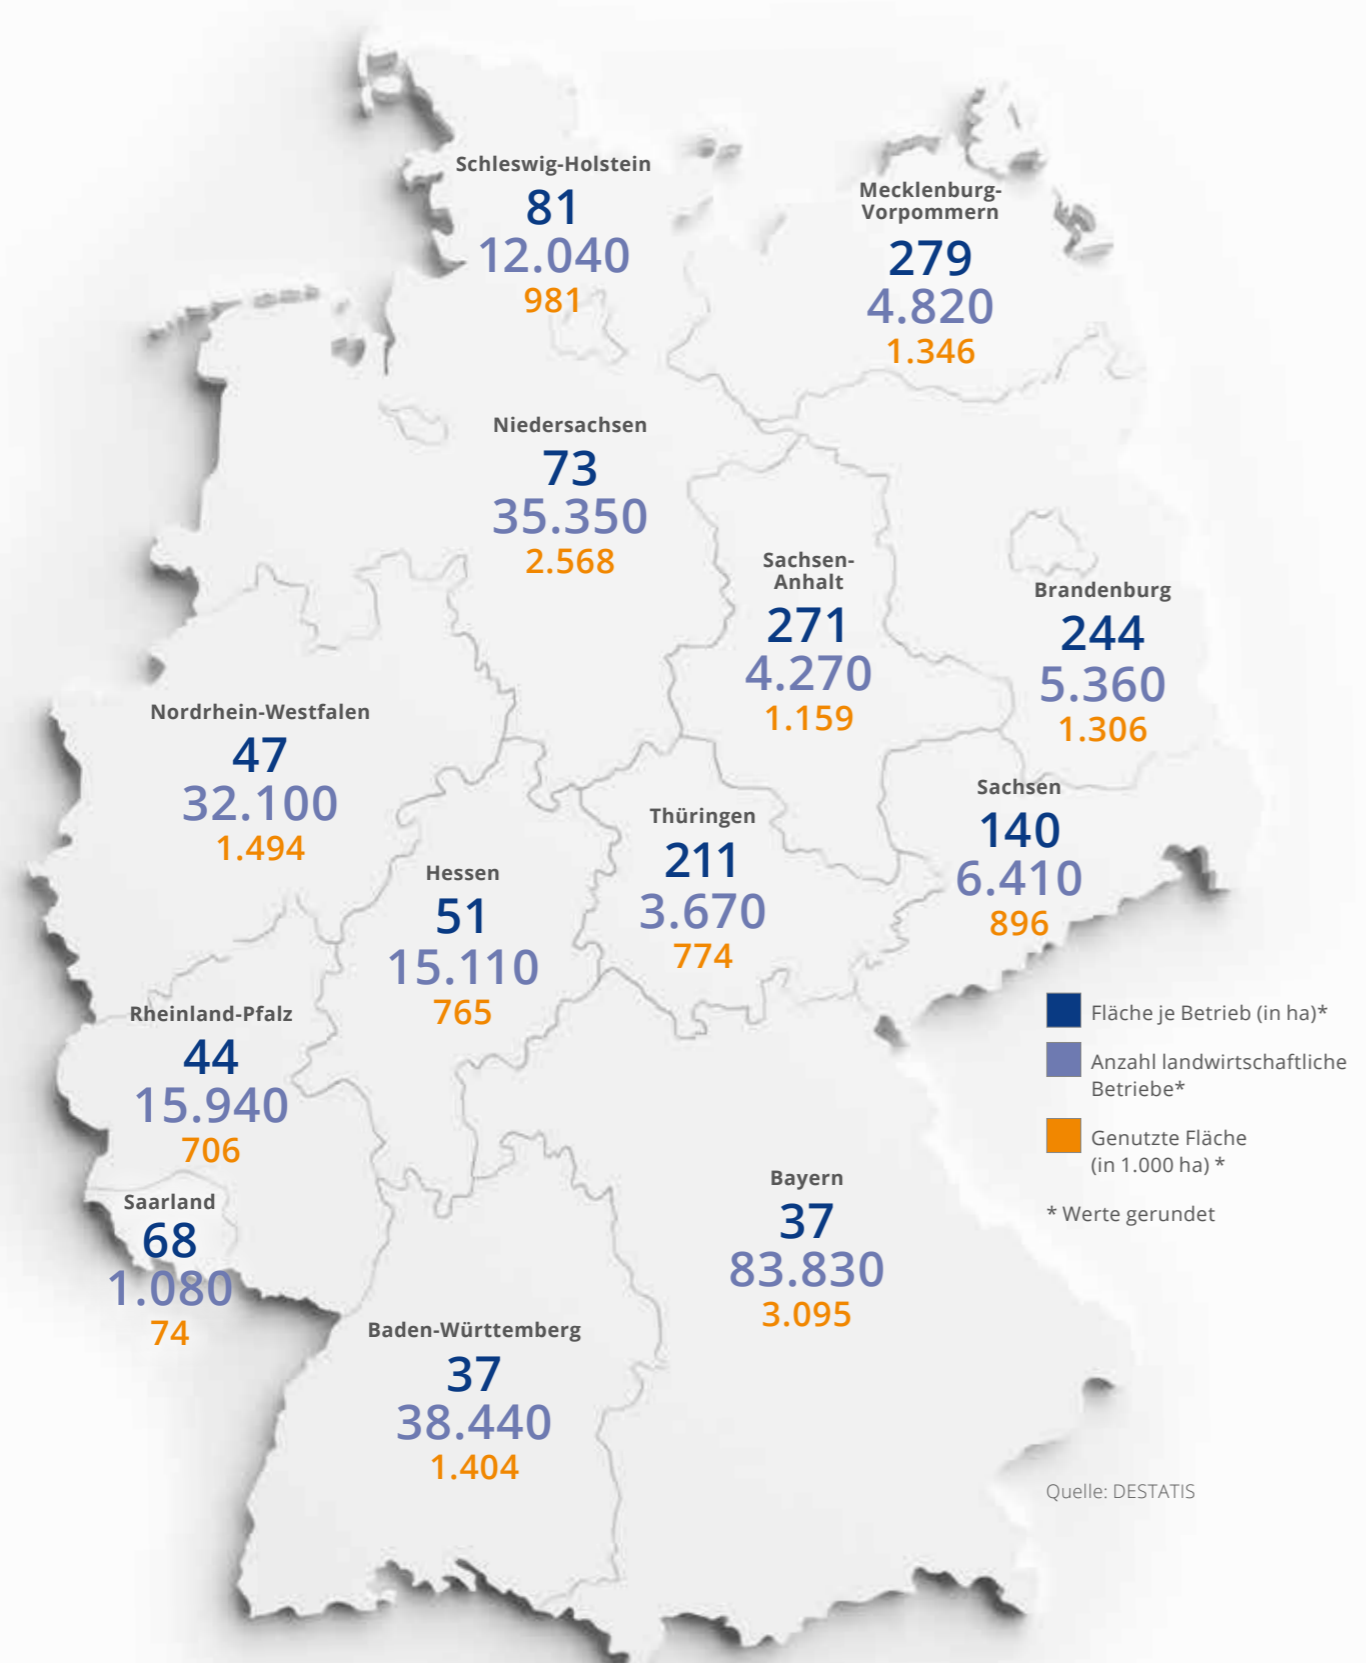 Schleswig-Holstein
81
12.040
981
Mecklenburg-
Vorpommern
279
4.820
1.346
Niedersachsen
73
35.350
2.568
Sachsen-
Anhalt
271
4.270
1.159
Brandenburg
244
5.360
1.306
Nordrhein-Westfalen
47
32.100
1.494
Hessen
51
15.110
765
Thüringen
211
3.670
774
Sachsen
140
6.410
896
Rheinland-Pfalz
44
15.940
706
Saarland
68
1.080
74
Baden-Württemberg
37
38.440
1.404
Bayern
37
83.830
3.095
Fläche je Betrieb (in ha)*
Anzahl landwirtschaftliche
Betriebe*
Genutzte Fläche
(in 1.000 ha) *
* Werte gerundet
Quelle: DESTATIS